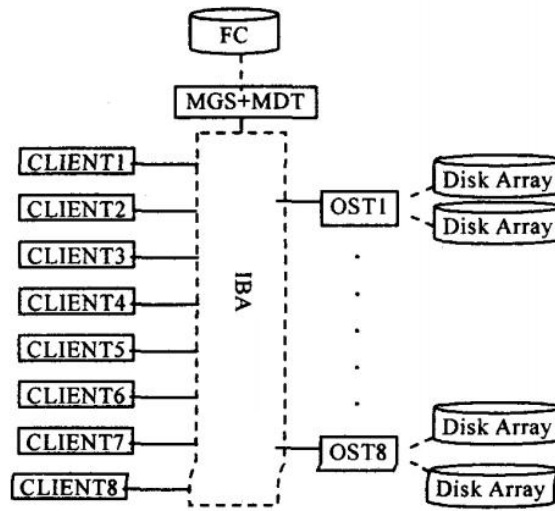 FC
MGS+MDT
CLIENT1
CLIENT2
CLIENT3
CLIENT4
CLIENT5
CLIENT6
CLIENT7
CLIENT8
IBA
OST1
Disk Array
Disk Array
OST8
Disk Array
Disk Array